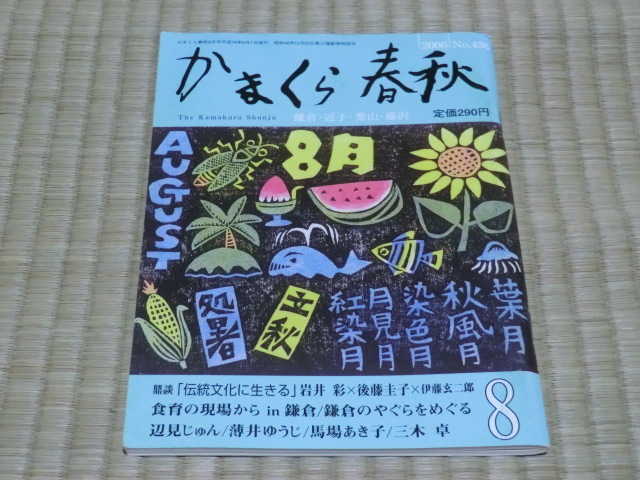 2006 No.43
かまくら 春秋
The Kamakura Shunju
鎌倉・逗子・葉山・藤沢
定価290円
AUGUST
8月
処暑
立秋
紅染月
月見月
染色月
秋風月
葉月
鼎談「伝統文化に生きる」岩井 彩×後藤圭子×伊藤玄二郎
食育の現場から in 鎌倉/鎌倉のやぐらをめぐる
辺見じゅん/薄井ゆうじ/馬場あき子/三木 卓
8